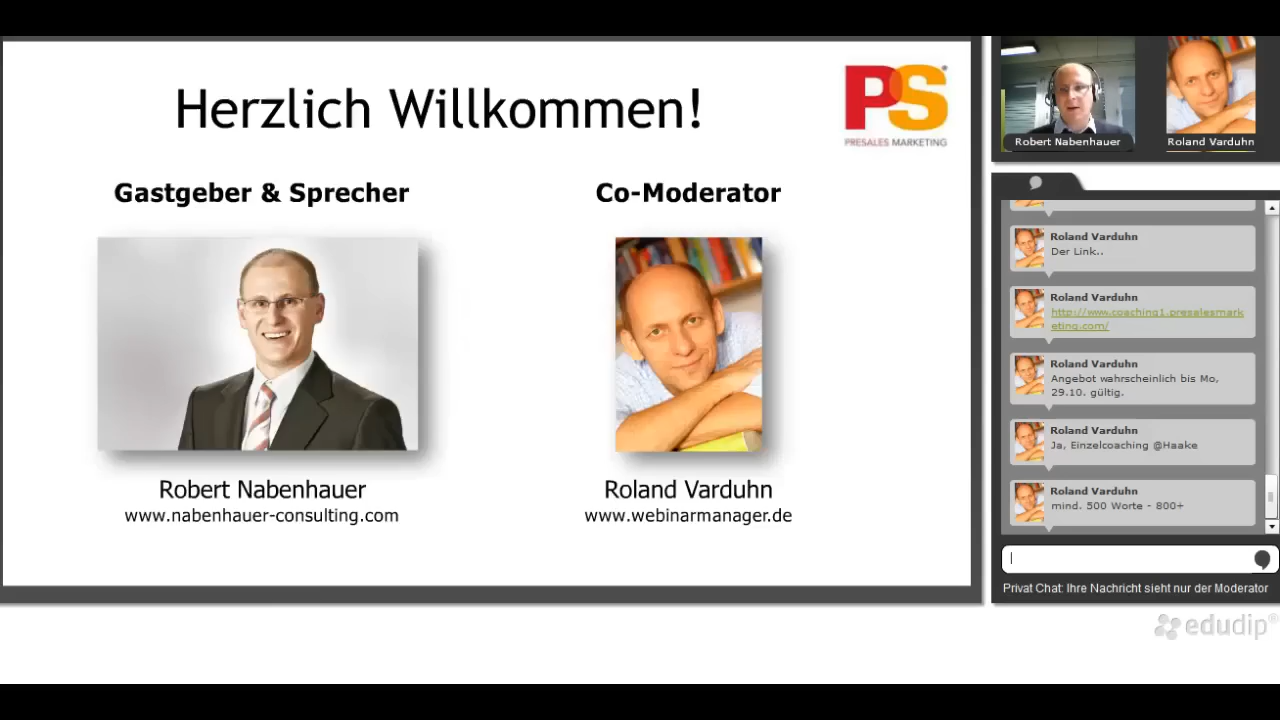 Herzlich Willkommen!
PS®
PRESALES MARKETING
Gastgeber & Sprecher
Co-Moderator
Robert Nabenhauer
www.nabenhauer-consulting.com
Roland Varduhn
www.webinarmanager.de
Robert Nabenhauer
Roland Varduhn
Roland Varduhn
Der Link..
Roland Varduhn
http://www.coaching1.presalesmark
eting.com/
Roland Varduhn
Angebot wahrscheinlich bis Mo,
29.10. gültig.
Roland Varduhn
Ja, Einzelcoaching @Haake
Roland Varduhn
mind. 500 Worte - 800+
Privat Chat: Ihre Nachricht sieht nur der Moderator
edudip®